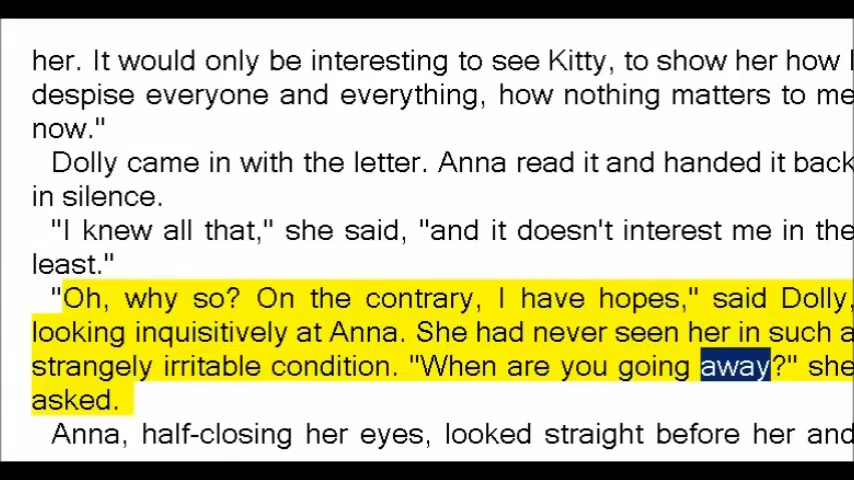 her. It would only be interesting to see Kitty, to show her how I
despise everyone and everything, how nothing matters to me
now."
Dolly came in with the letter. Anna read it and handed it back
in silence.
"I knew all that," she said, "and it doesn't interest me in the
least."
"Oh, why so? On the contrary, I have hopes," said Dolly,
looking inquisitively at Anna. She had never seen her in such a
strangely irritable condition. "When are you going away?" she
asked.
Anna, half-closing her eyes, looked straight before her and